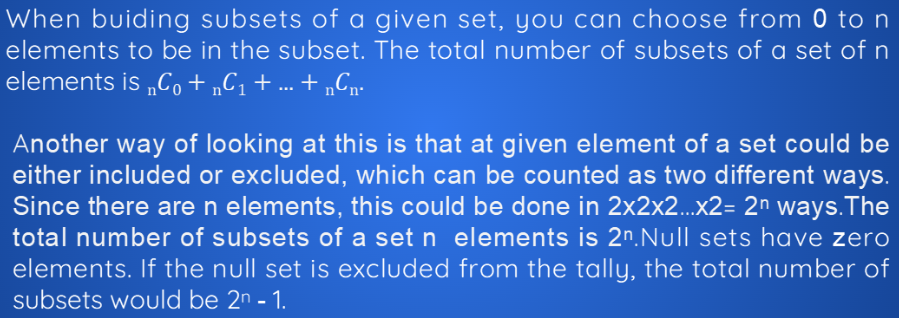 When buiding subsets of a given set, you can choose from 0 to n
elements to be in the subset. The total number of subsets of a set of n
elements is ₙC₀ + ₙC₁ + ... + ₙCₙ.
Another way of looking at this is that at given element of a set could be
either included or excluded, which can be counted as two different ways.
Since there are n elements, this could be done in 2x2x2...x2= 2ⁿ ways.The
total number of subsets of a set n elements is 2ⁿ.Null sets have zero
elements. If the null set is excluded from the tally, the total number of
subsets would be 2ⁿ - 1.